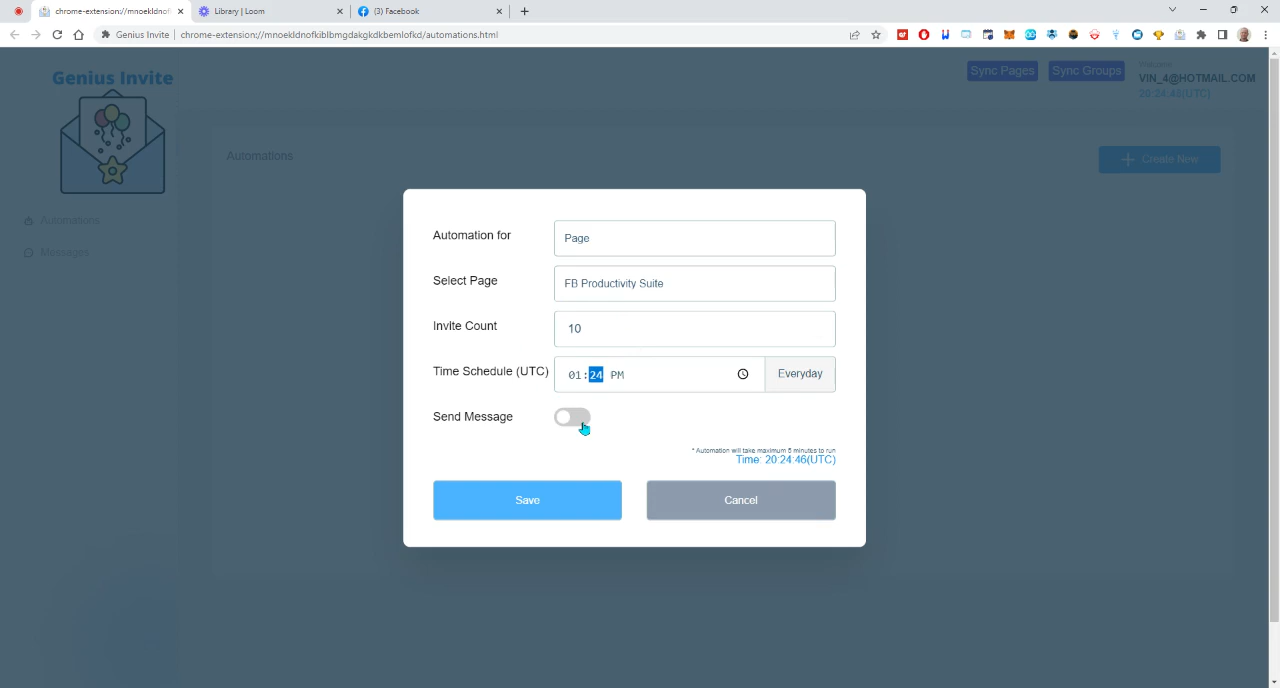 chrome-extension://mnoekldnof
Library | Loom
(3) Facebook
Genius Invite | chrome-extension://mnoekldnofkiblbmgdakgkdkbemlofkd/automations.html
Genius Invite
Sync Pages
Sync Groups
Welcome
VIN_4@HOTMAIL.COM
20:24:46(UTC)
Automations
Create New
Automations
Messages
Automation for
Page
Select Page
FB Productivity Suite
Invite Count
10
Time Schedule (UTC)
01:24 PM
Everyday
Send Message
* Automation will take maximum 5 minutes to run
Time: 20:24:46(UTC)
Save
Cancel